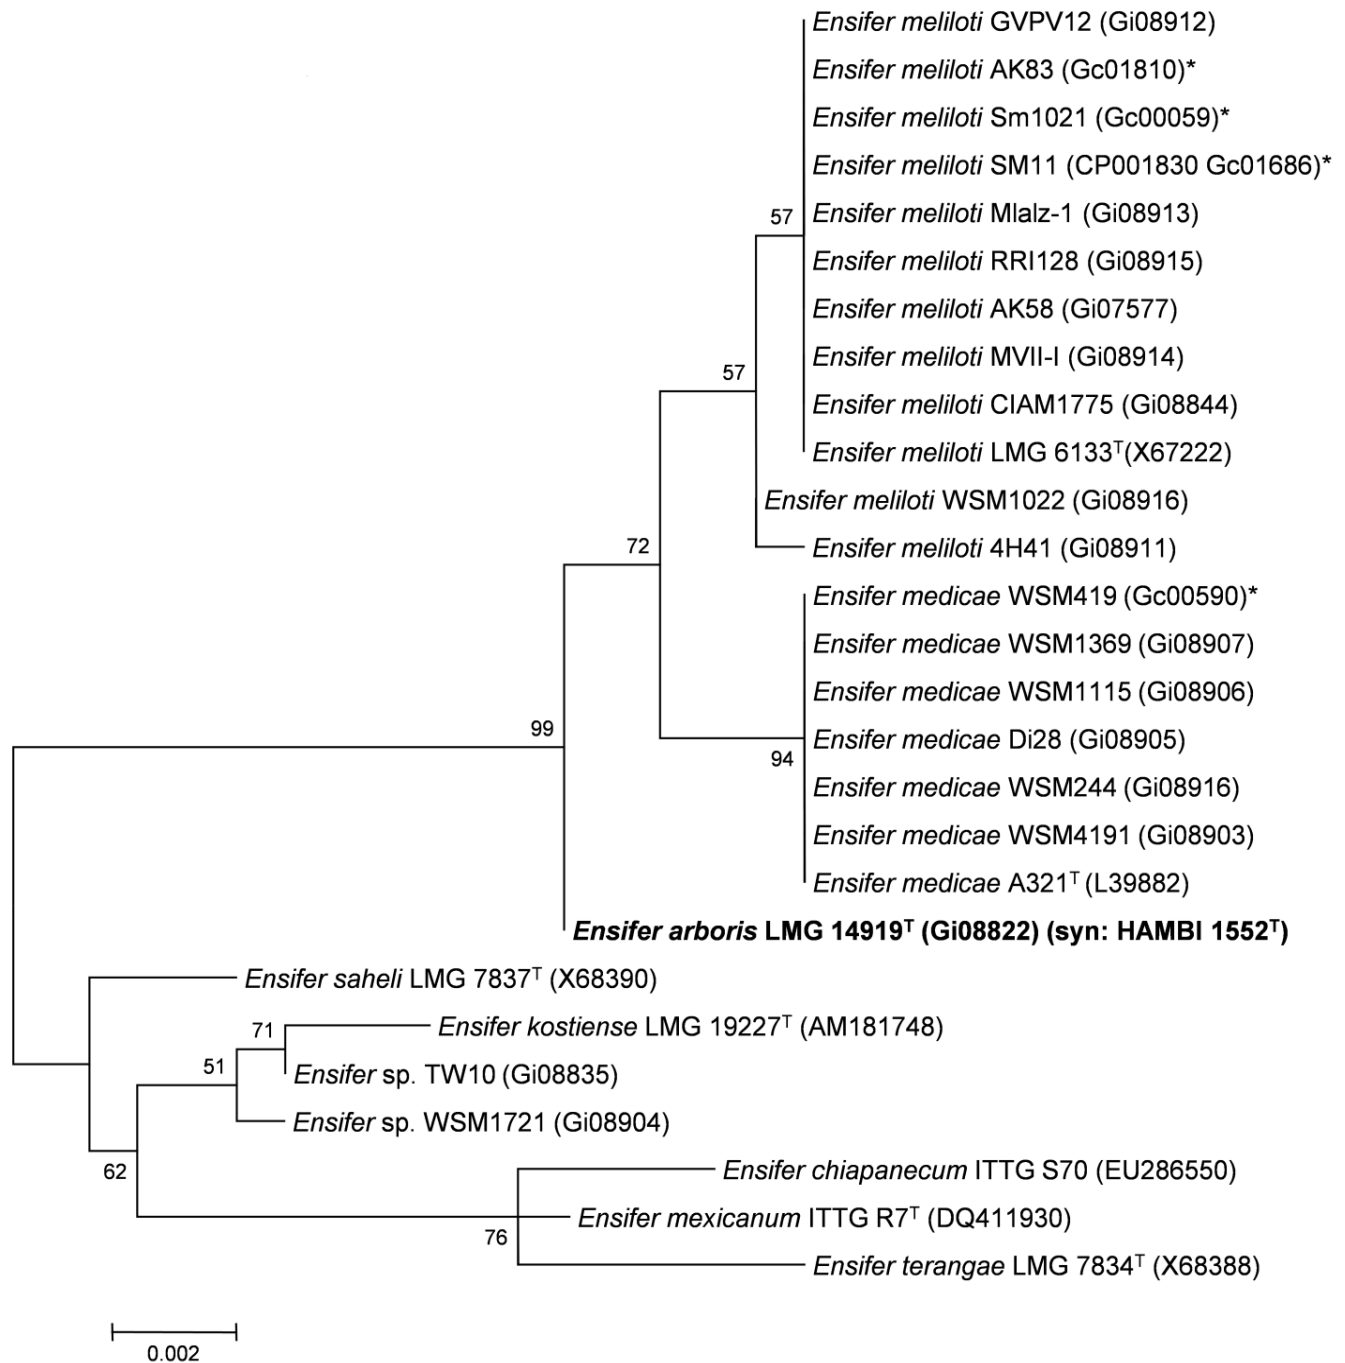 Ensifer meliloti GVPV12 (Gi08912)
Ensifer meliloti AK83 (Gc01810)*
Ensifer meliloti Sm1021 (Gc00059)*
Ensifer meliloti SM11 (CP001830 Gc01686)*
57
Ensifer meliloti Mlalz-1 (Gi08913)
Ensifer meliloti RRI128 (Gi08915)
Ensifer meliloti AK58 (Gi07577)
Ensifer meliloti MVII-I (Gi08914)
57
Ensifer meliloti CIAM1775 (Gi08844)
Ensifer meliloti LMG 6133ᵀ(X67222)
Ensifer meliloti WSM1022 (Gi08916)
72
Ensifer meliloti 4H41 (Gi08911)
Ensifer medicae WSM419 (Gc00590)*
Ensifer medicae WSM1369 (Gi08907)
Ensifer medicae WSM1115 (Gi08906)
99
Ensifer medicae Di28 (Gi08905)
94
Ensifer medicae WSM244 (Gi08916)
Ensifer medicae WSM4191 (Gi08903)
Ensifer medicae A321ᵀ (L39882)
Ensifer arboris LMG 14919ᵀ (Gi08822) (syn: HAMBI 1552ᵀ)
Ensifer saheli LMG 7837ᵀ (X68390)
71
Ensifer kostiense LMG 19227ᵀ (AM181748)
51
Ensifer sp. TW10 (Gi08835)
Ensifer sp. WSM1721 (Gi08904)
62
Ensifer chiapanecum ITTG S70 (EU286550)
Ensifer mexicanum ITTG R7ᵀ (DQ411930)
76
Ensifer terangae LMG 7834ᵀ (X68388)
0.002